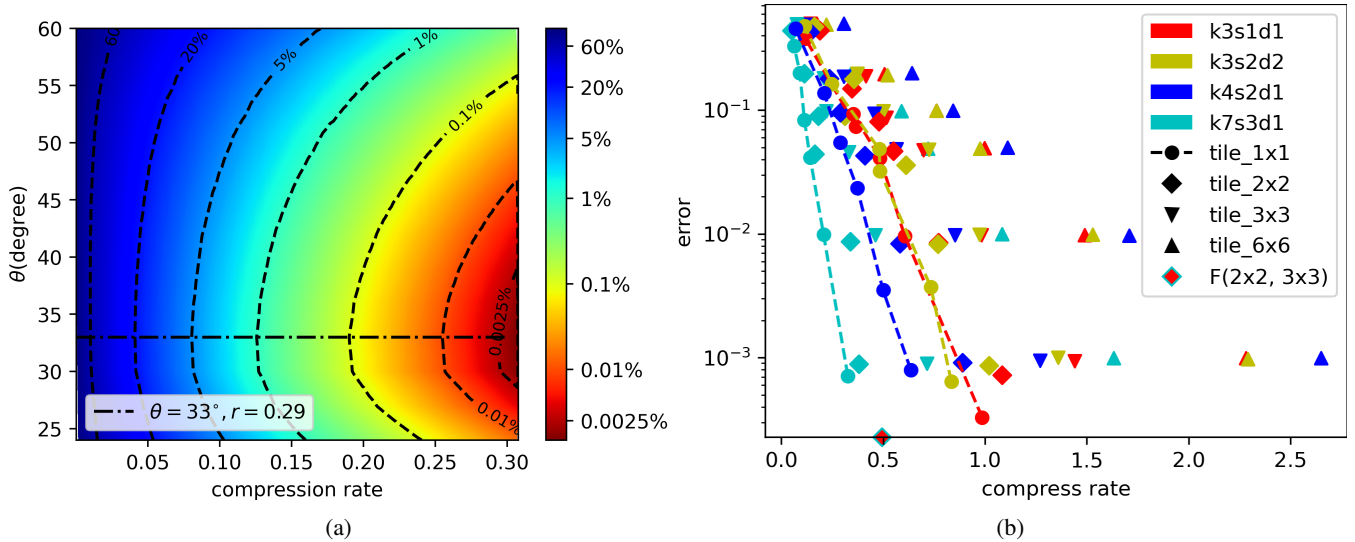 60
55
50
45
40
35
30
25
θ(degree)
60
20%
5%
1%
0.1%
0.0025%
0.01%
θ = 33°, r = 0.29
0.05
0.10
0.15
0.20
0.25
0.30
compression rate
60%
20%
5%
1%
0.1%
0.01%
0.0025%
(a)
error
10⁻¹
10⁻²
10⁻³
k3s1d1
k3s2d2
k4s2d1
k7s3d1
tile_1x1
tile_2x2
tile_3x3
tile_6x6
F(2x2, 3x3)
0.0
0.5
1.0
1.5
2.0
2.5
compress rate
(b)